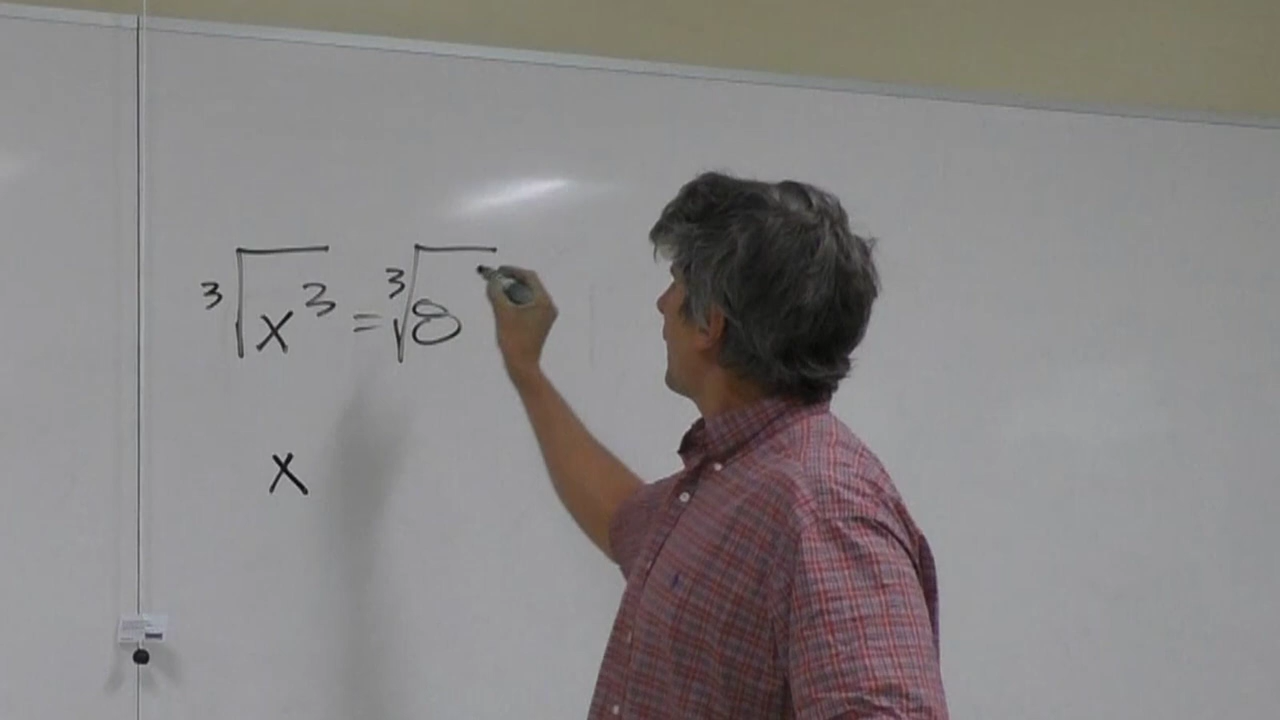 ∛x³ = ∛8
x